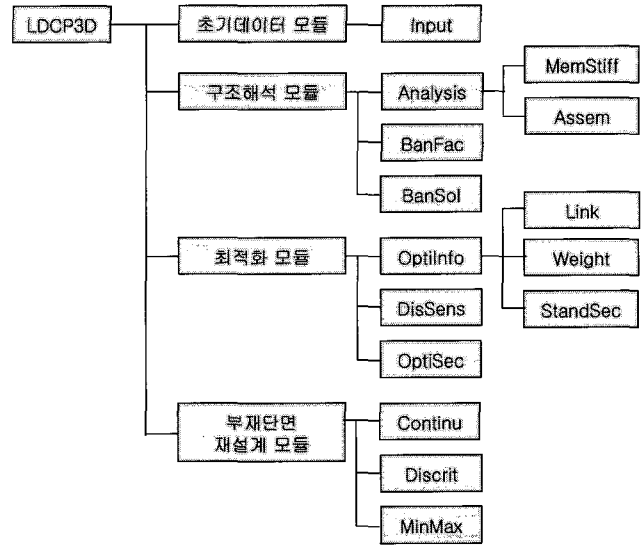 LDCP3D
초기데이터 모듈
Input
구조해석 모듈
Analysis
MemStiff
Assem
BanFac
BanSol
최적화 모듈
OptiInfo
Link
Weight
StandSec
DisSens
OptiSec
부재단면
재설계 모듈
Continu
Discrit
MinMax